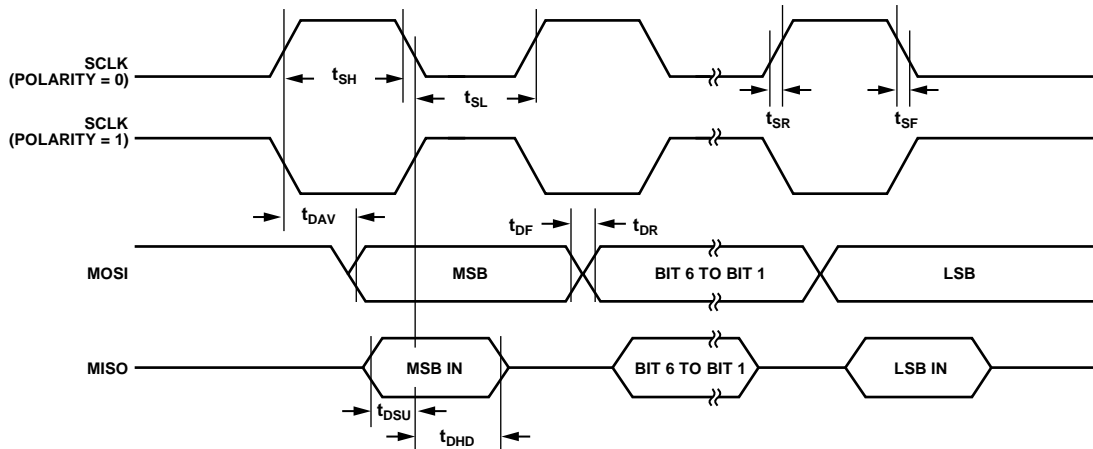 SCLK
(POLARITY = 0)
tSH
tSL
tSR
tSF
SCLK
(POLARITY = 1)
tDAV
tDF
tDR
MOSI
MSB
BIT 6 TO BIT 1
LSB
MISO
MSB IN
BIT 6 TO BIT 1
LSB IN
tDSU
tDHD